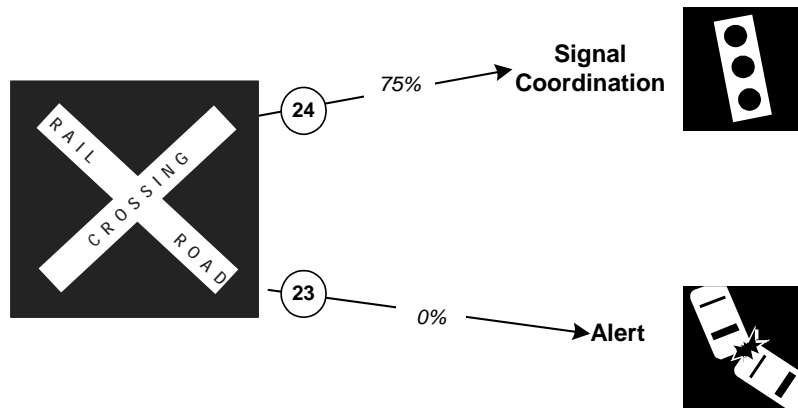 Signal
Coordination
75%
24
RAIL
CROSSING
ROAD
23
0%
Alert